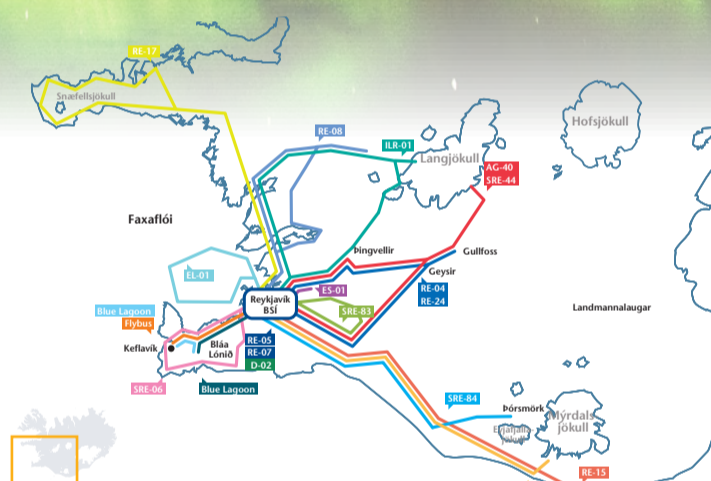 RE-17
Snæfellsjökull
RE-08
ILR-01
Langjökull
Hofsjökull
AG-40
SRE-44
Faxaflói
Þingvellir
Gullfoss
Geysir
EL-01
ES-01
RE-04
RE-24
Reykjavík
BSÍ
SRE-83
Landmannalaugar
Blue Lagoon
Flybus
Keflavík
Bláa
Lónið
RE-05
RE-07
D-02
SRE-06
Blue Lagoon
SRE-84
Þórsmörk
Mýrdals
jökull
Eyjafjalla-
jökull
RE-15